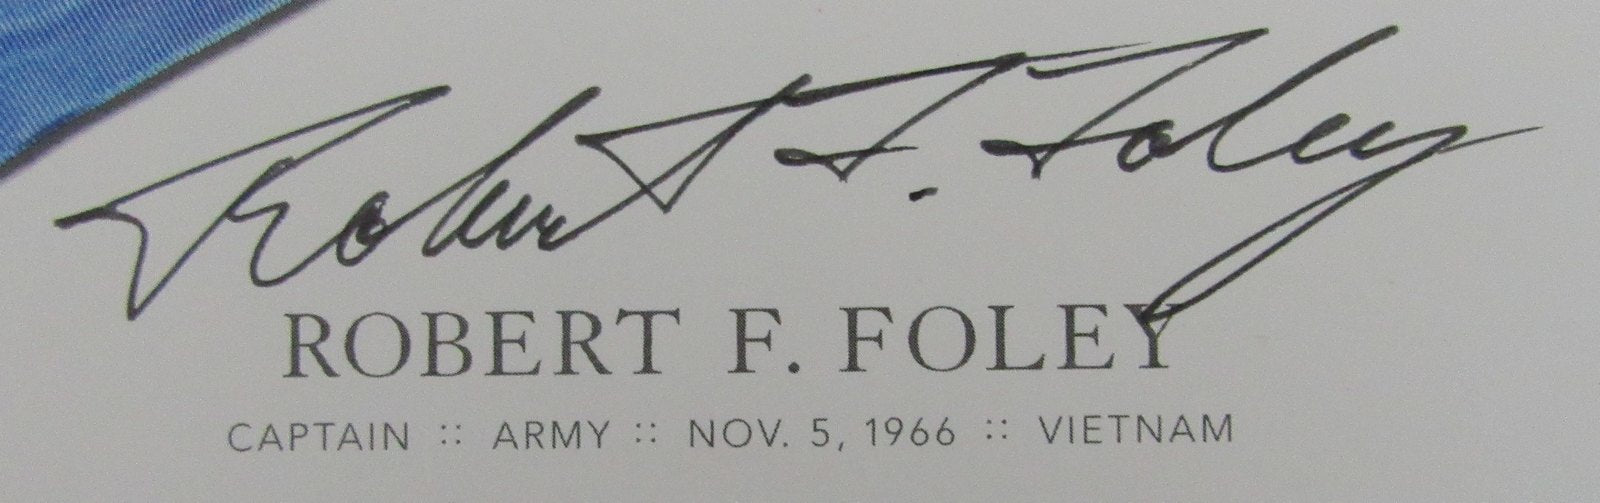 Robert F. Foley
ROBERT F. FOLEY
CAPTAIN :: ARMY :: NOV. 5, 1966 :: VIETNAM